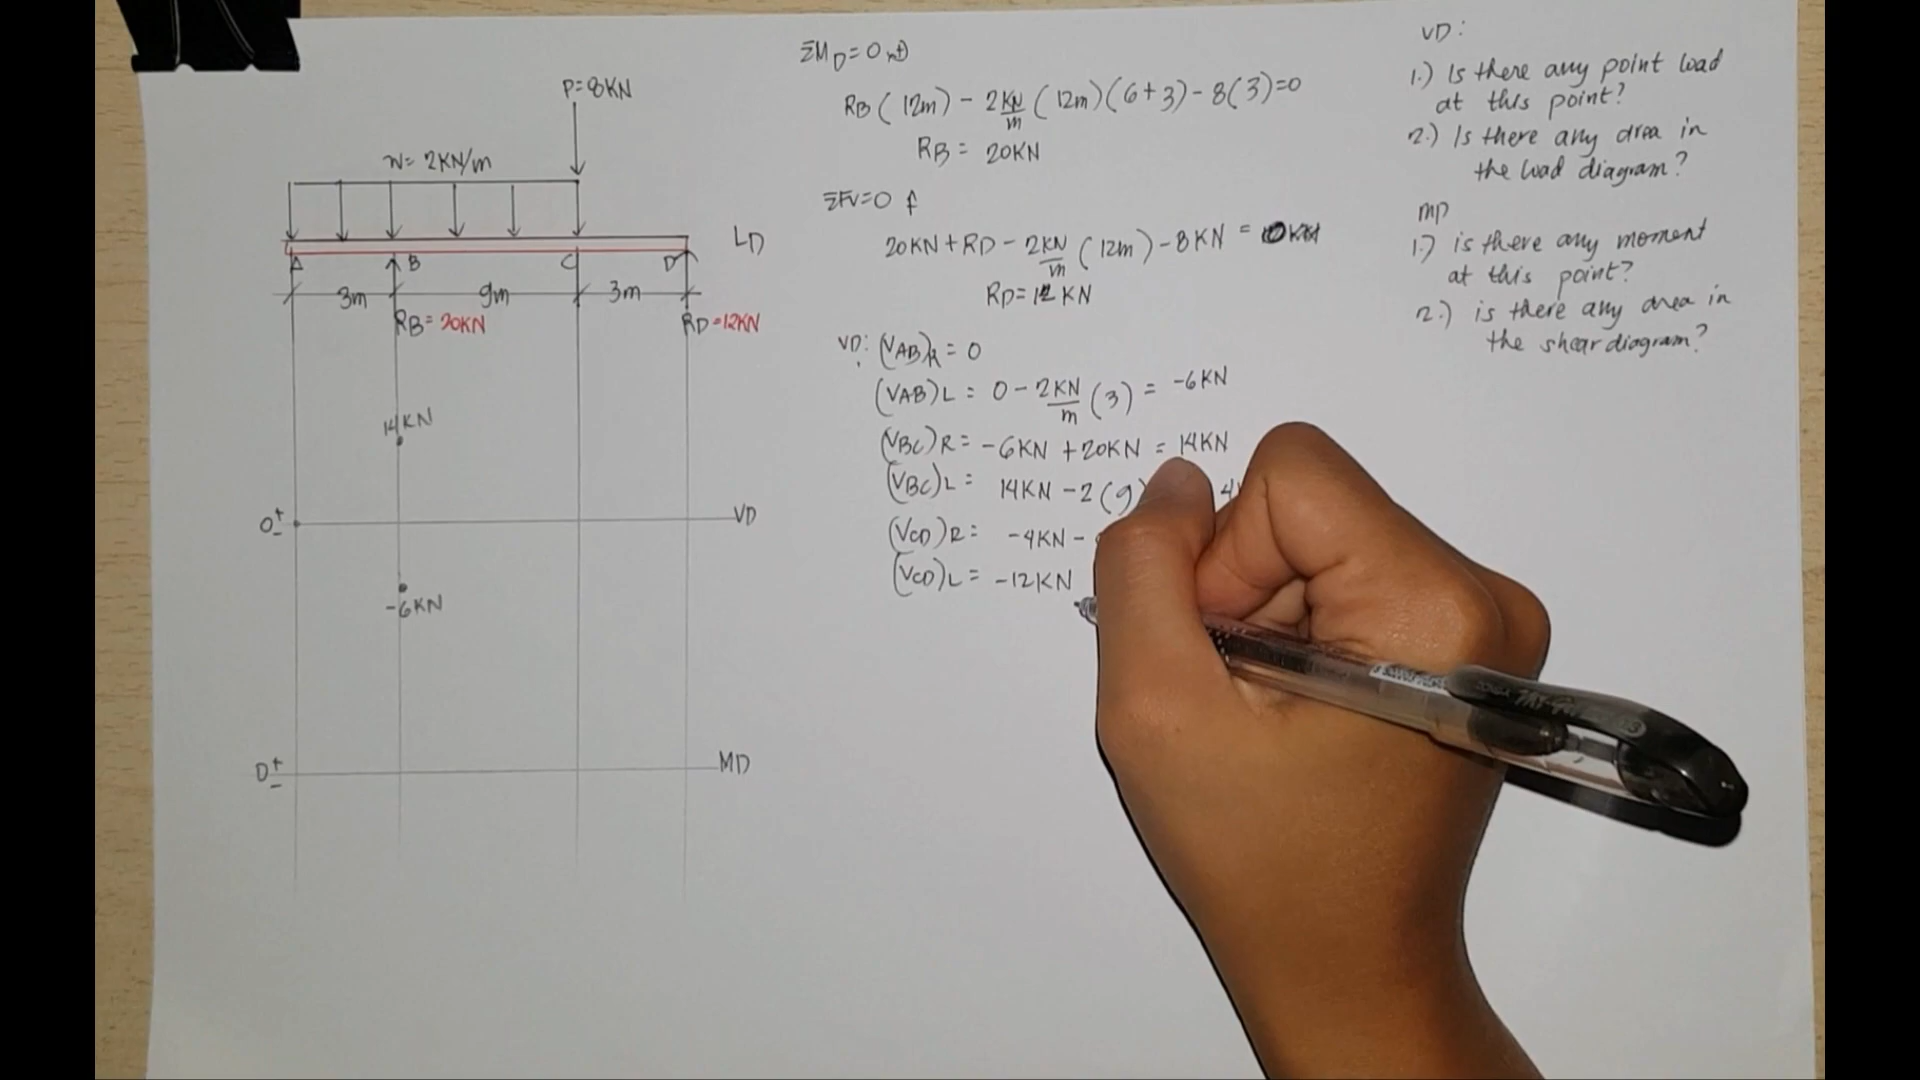 P=8KN
w= 2KN/m
LD
A B C D
3m 9m 3m
RB= 20KN RD=12KN
14KN
0+- VD
-6KN
0+- MD
ΣMD=0
RB(12m) - 2KN/m (12m)(6+3) - 8(3)=0
RB = 20KN
ΣFV=0
20KN+RD - 2KN/m (12m) - 8KN = 0
RD=12KN
VD: (VAB)R = 0
(VAB)L = 0 - 2KN/m (3) = -6KN
(VBC)R= -6KN +20KN = 14KN
(VBC)L= 14KN - 2(9)
(VCD)R= -4KN -
(VCD)L= -12KN
VD:
1.) Is there any point load
at this point?
2.) Is there any area in
the load diagram?
MD
1.) is there any moment
at this point?
2.) is there any area in
the shear diagram?